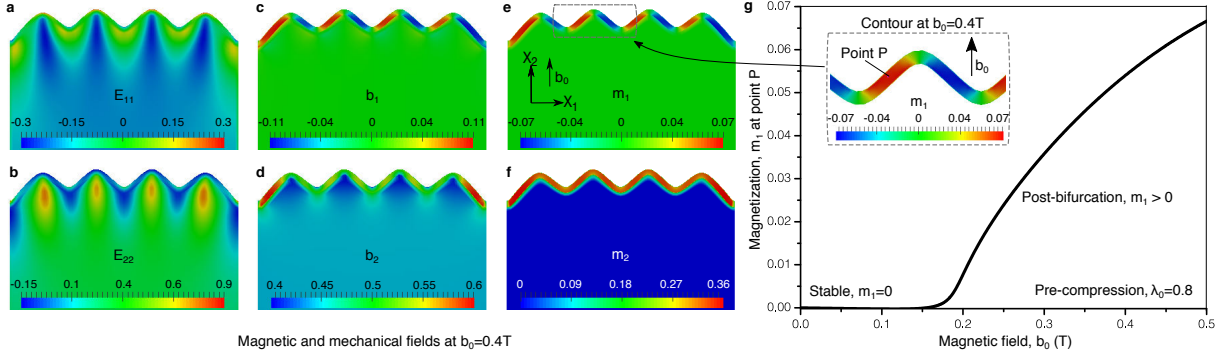 a
E11
-0.3 -0.15 0 0.15 0.3
b
E22
-0.15 0.1 0.4 0.6 0.9
c
b1
-0.11 -0.04 0 0.04 0.11
d
b2
0.4 0.45 0.50 0.55 0.6
e
X2
b0
X1
m1
-0.07 -0.04 0 0.04 0.07
f
m2
0 0.09 0.18 0.27 0.36
Magnetic and mechanical fields at b0=0.4T
g
Magnetization, m1 at point P
0.07
0.06
0.05
0.04
0.03
0.02
0.01
0.00
Contour at b0=0.4T
Point P
b0
m1
-0.07 -0.04 0 0.04 0.07
Post-bifurcation, m1 > 0
Stable, m1=0
Pre-compression, λ0=0.8
0.0 0.1 0.2 0.3 0.4 0.5
Magnetic field, b0 (T)